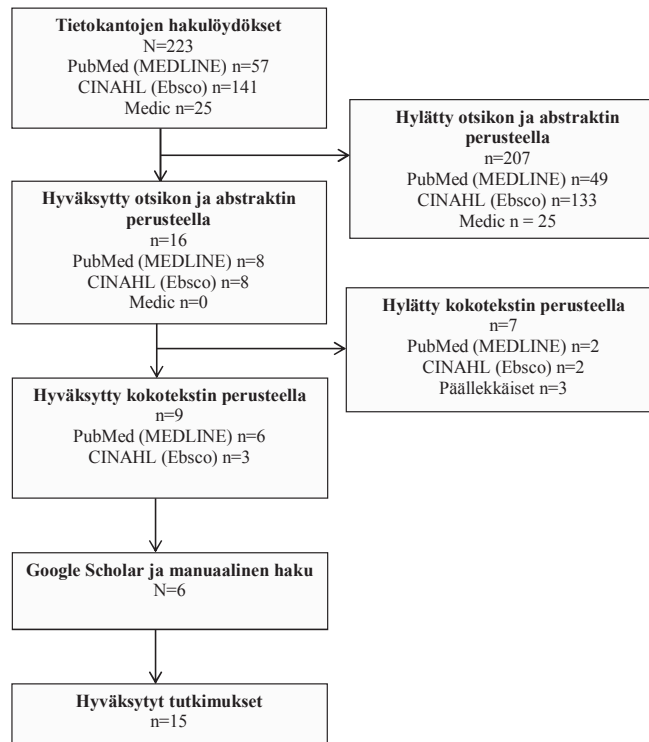 Tietokantojen hakulöydökset
N=223
PubMed (MEDLINE) n=57
CINAHL (Ebsco) n=141
Medic n=25
Hylätty otsikon ja abstraktin
perusteella
n=207
PubMed (MEDLINE) n=49
CINAHL (Ebsco) n=133
Medic n = 25
Hyväksytty otsikon ja abstraktin
perusteella
n=16
PubMed (MEDLINE) n=8
CINAHL (Ebsco) n=8
Medic n=0
Hylätty kokotekstin perusteella
n=7
PubMed (MEDLINE) n=2
CINAHL (Ebsco) n=2
Päällekkäiset n=3
Hyväksytty kokotekstin perusteella
n=9
PubMed (MEDLINE) n=6
CINAHL (Ebsco) n=3
Google Scholar ja manuaalinen haku
N=6
Hyväksytyt tutkimukset
n=15